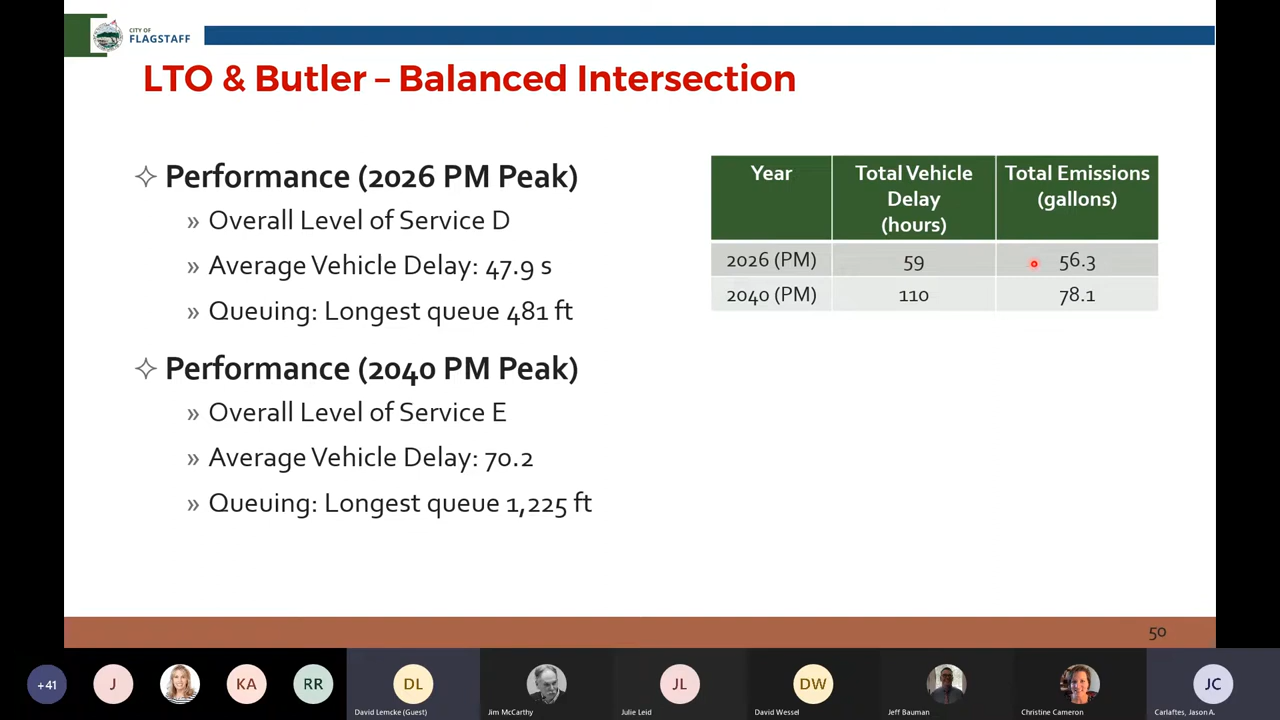 CITY OF
FLAGSTAFF
LTO & Butler – Balanced Intersection
Performance (2026 PM Peak)
» Overall Level of Service D
» Average Vehicle Delay: 47.9 s
» Queuing: Longest queue 481 ft
Performance (2040 PM Peak)
» Overall Level of Service E
» Average Vehicle Delay: 70.2
» Queuing: Longest queue 1,225 ft
Year Total Vehicle Delay (hours) Total Emissions (gallons)
2026 (PM) 59 56.3
2040 (PM) 110 78.1
50
+41 J KA RR DL JL DW JC
David Lemcke (Guest) Jim McCarthy Julie Leid David Wessel Jeff Bauman Christine Cameron Carlaftes, Jason A.